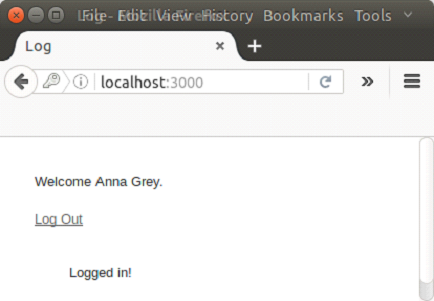 File Edit View History Bookmarks Tools
Log
localhost:3000
Welcome Anna Grey.
Log Out
Logged in!